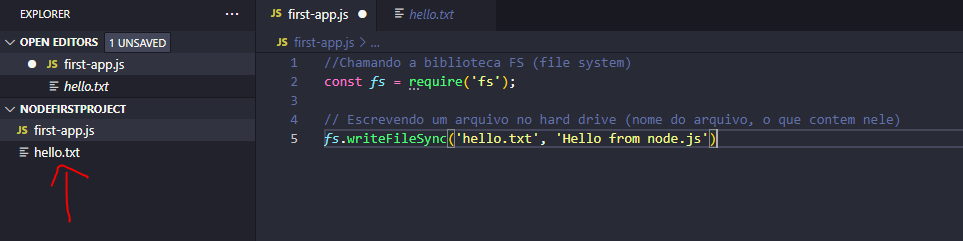 EXPLORER
OPEN EDITORS 1 UNSAVED
JS first-app.js
hello.txt
NODEFIRSTPROJECT
JS first-app.js
hello.txt
JS first-app.js hello.txt
JS first-app.js > ...
1 //Chamando a biblioteca FS (file system)
2 const fs = require('fs');
3
4 // Escrevendo um arquivo no hard drive (nome do arquivo, o que contem nele)
5 fs.writeFileSync('hello.txt', 'Hello from node.js')